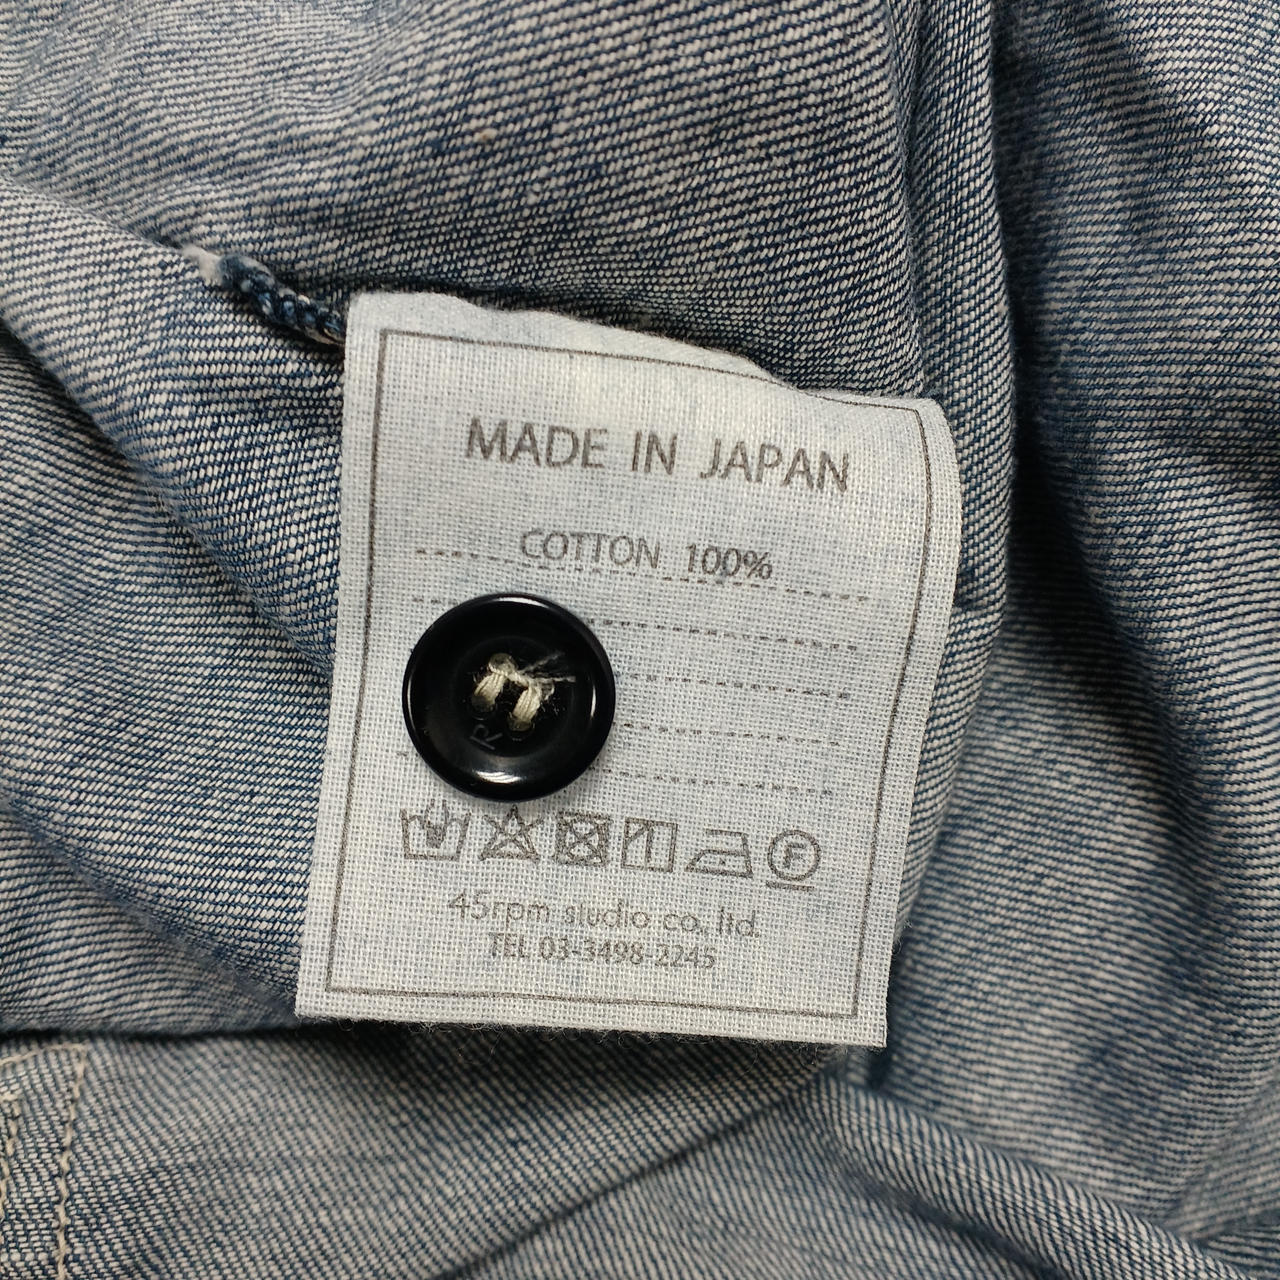 MADE IN JAPAN
COTTON 100%
R
F
45rpm studio co., ltd.
TEL 03-3498-2245